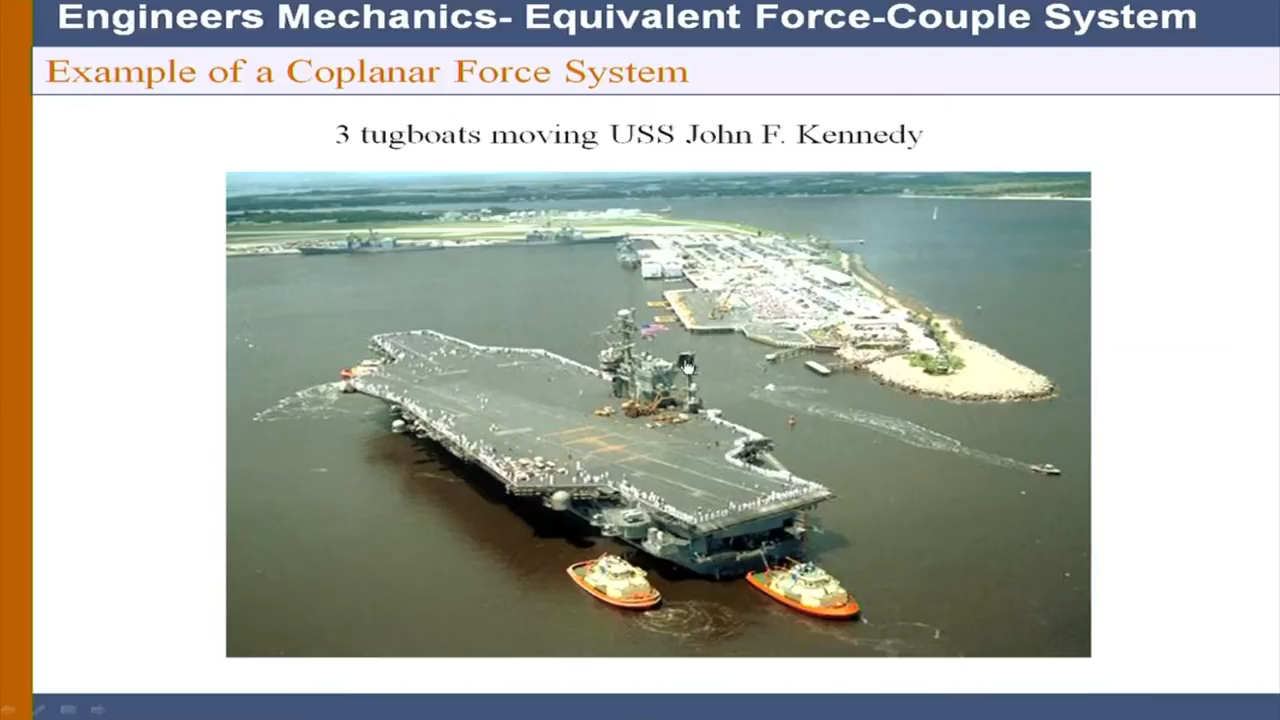 Engineers Mechanics- Equivalent Force-Couple System
Example of a Coplanar Force System
3 tugboats moving USS John F. Kennedy